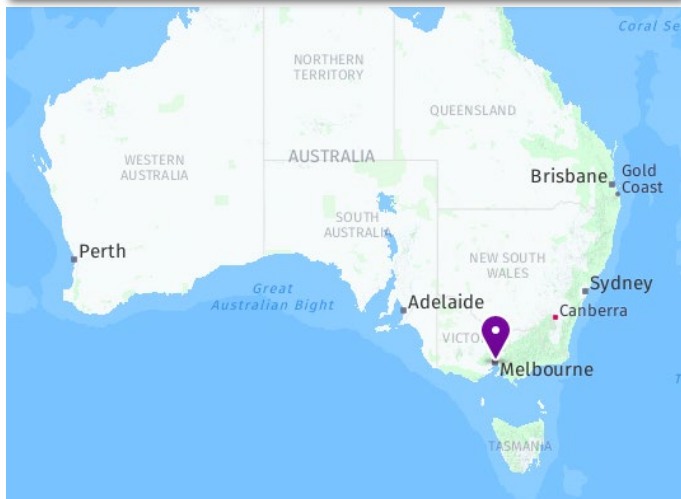 Coral Se
NORTHERN
TERRITORY
QUEENSLAND
WESTERN
AUSTRALIA
AUSTRALIA
Brisbane
Gold
Coast
SOUTH
AUSTRALIA
NEW SOUTH
WALES
Perth
Great
Australian Bight
Adelaide
Sydney
Canberra
VICTO
Melbourne
T
TASMANIA